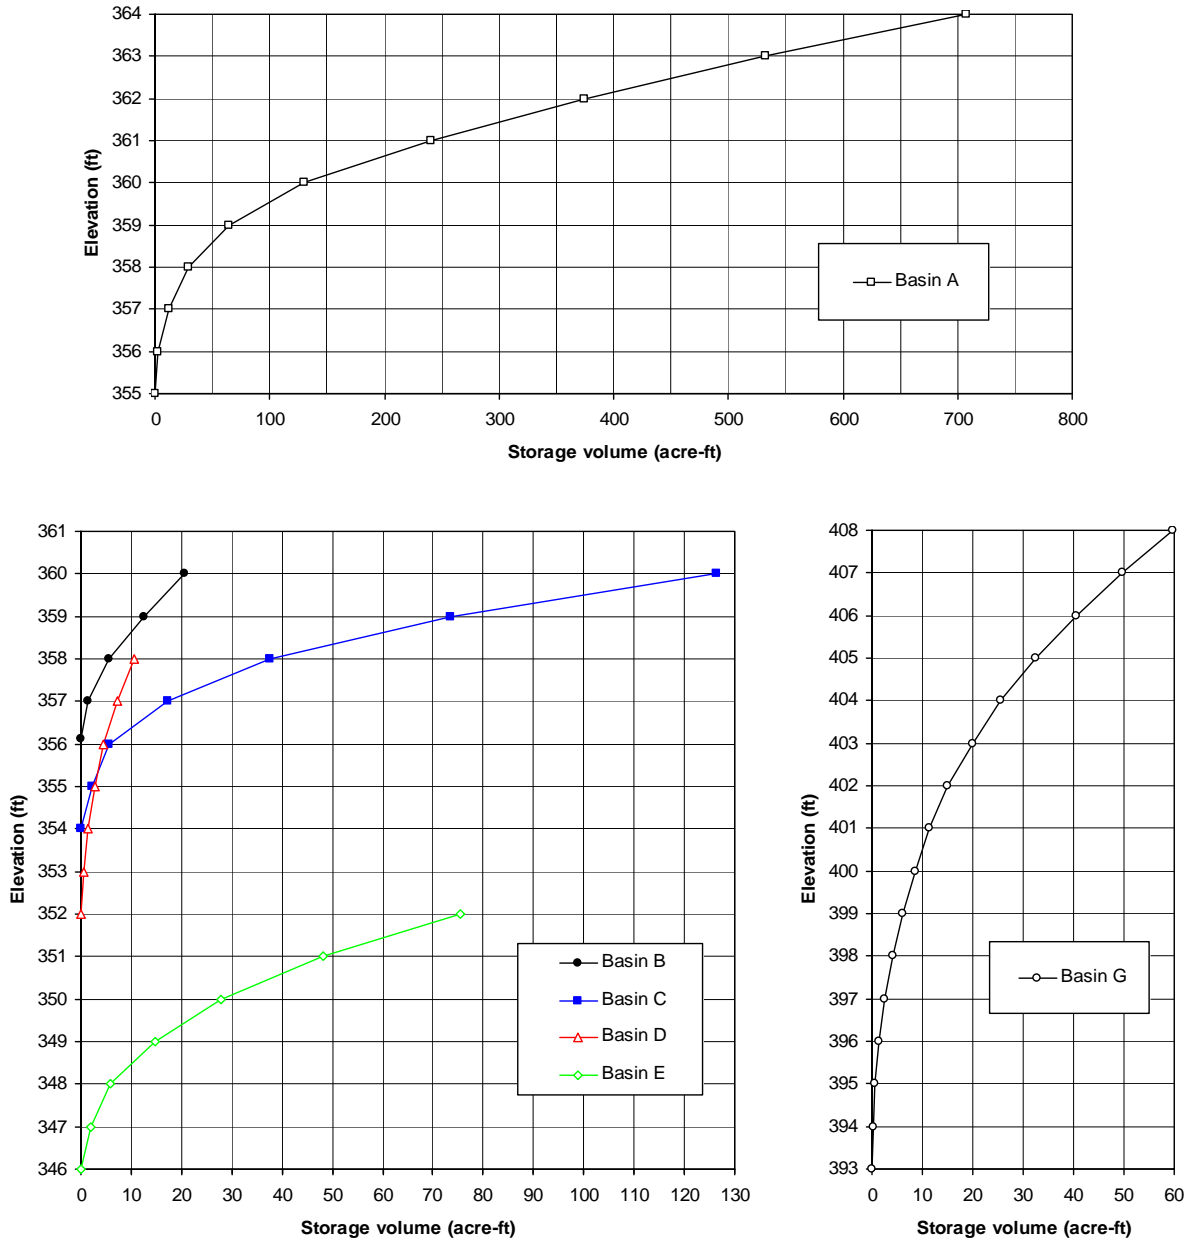 364
363
362
361
360
359
358
357
356
355
Elevation (ft)
Basin A
0 100 200 300 400 500 600 700 800
Storage volume (acre-ft)
361
360
359
358
357
356
355
354
353
352
351
350
349
348
347
346
Elevation (ft)
Basin B
Basin C
Basin D
Basin E
0 10 20 30 40 50 60 70 80 90 100 110 120 130
Storage volume (acre-ft)
408
407
406
405
404
403
402
401
400
399
398
397
396
395
394
393
Elevation (ft)
Basin G
0 10 20 30 40 50 60
Storage volume (acre-ft)